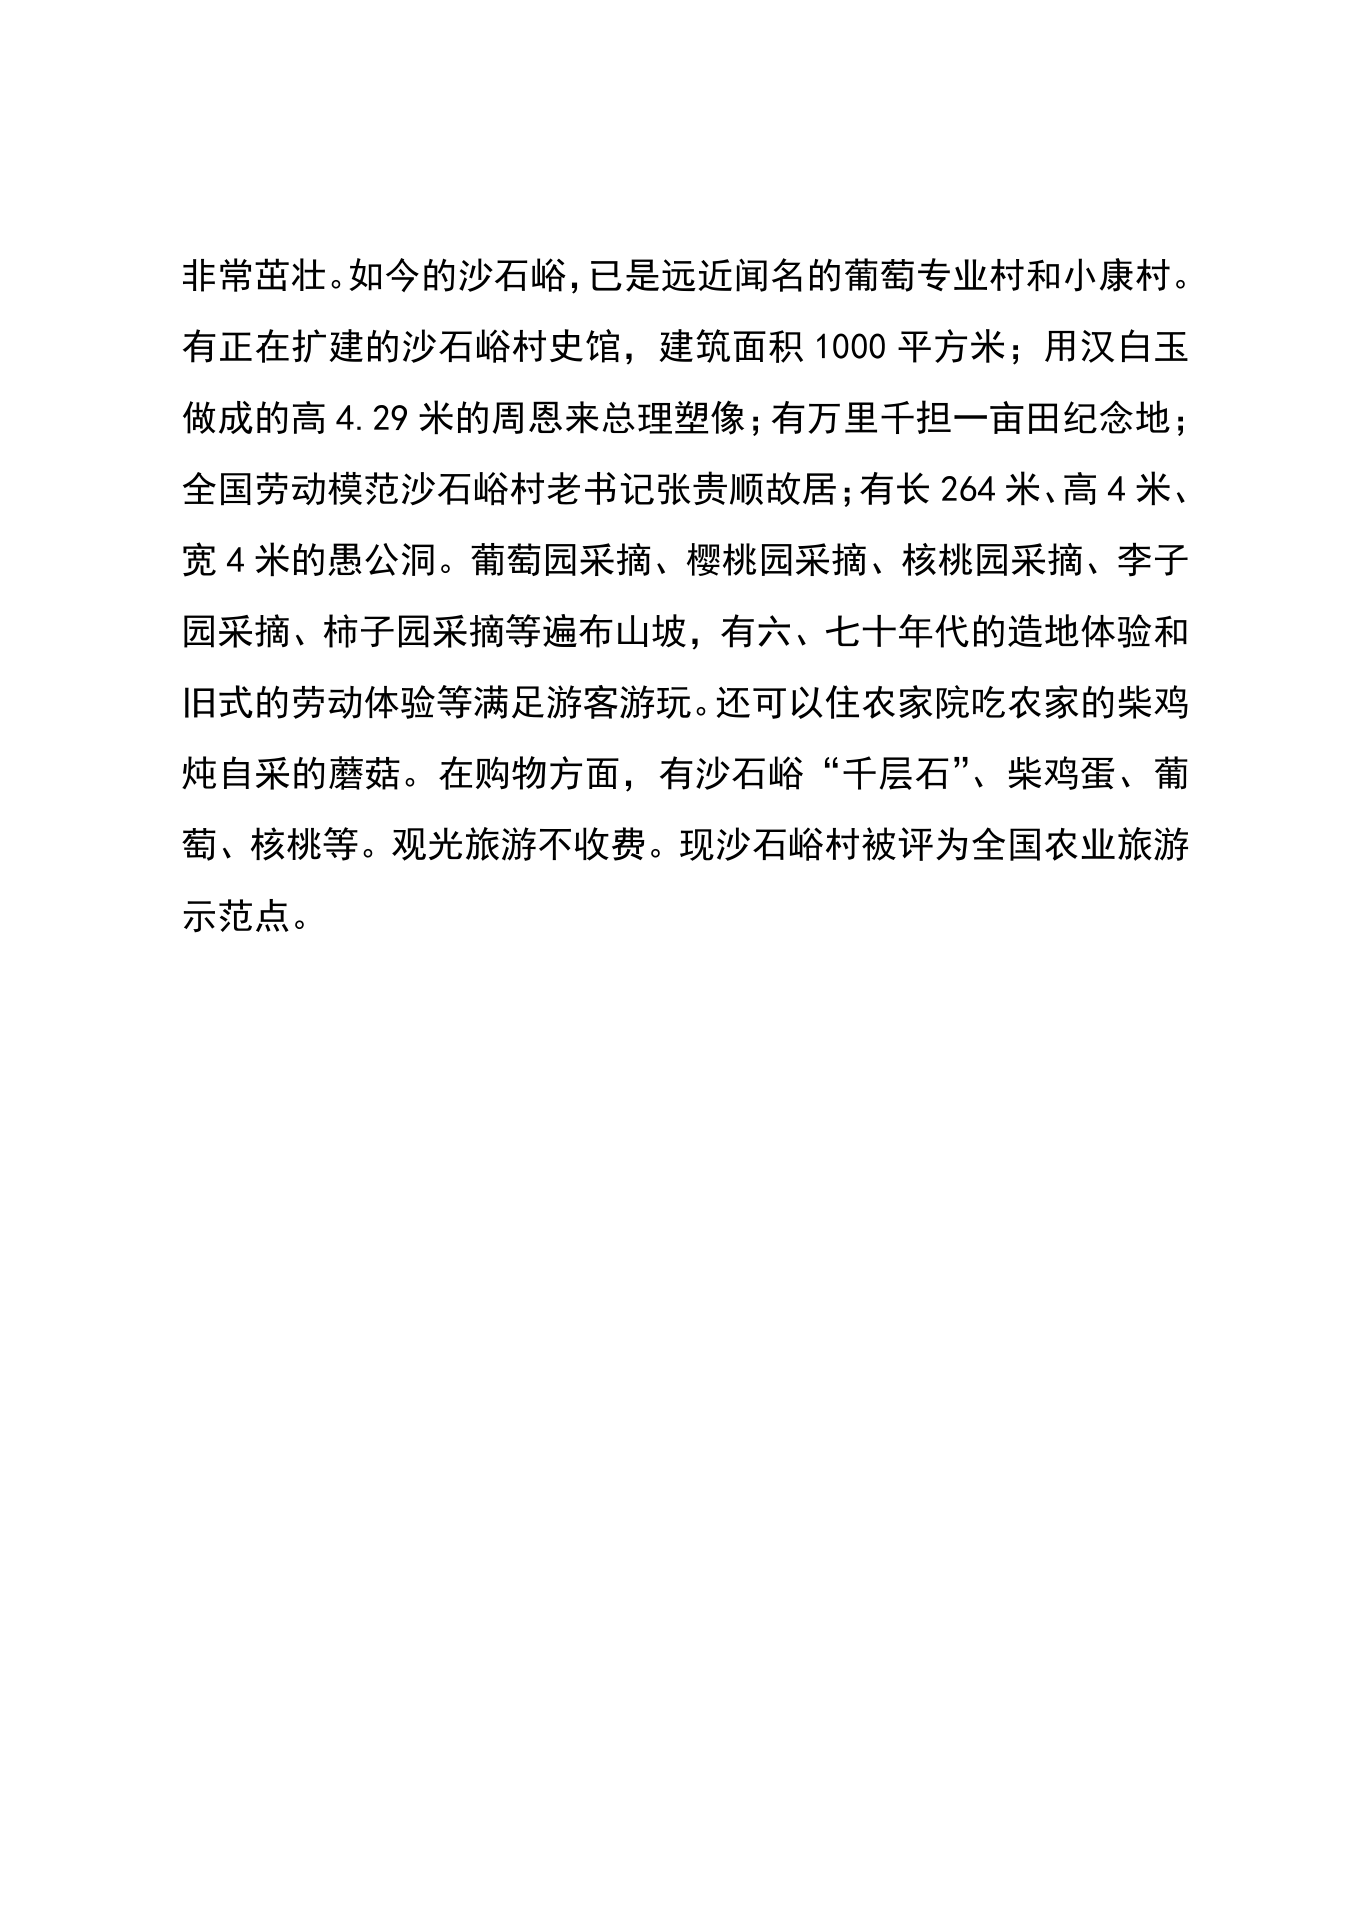 非常茁壮。如今的沙石峪，已是远近闻名的葡萄专业村和小康村。
有正在扩建的沙石峪村史馆，建筑面积 1000 平方米；用汉白玉
做成的高 4.29 米的周恩来总理塑像；有万里千担一亩田纪念地；
全国劳动模范沙石峪村老书记张贵顺故居；有长 264 米、高 4 米、
宽 4 米的愚公洞。葡萄园采摘、樱桃园采摘、核桃园采摘、李子
园采摘、柿子园采摘等遍布山坡，有六、七十年代的造地体验和
旧式的劳动体验等满足游客游玩。还可以住农家院吃农家的柴鸡
炖自采的蘑菇。在购物方面，有沙石峪“千层石”、柴鸡蛋、葡
萄、核桃等。观光旅游不收费。现沙石峪村被评为全国农业旅游
示范点。